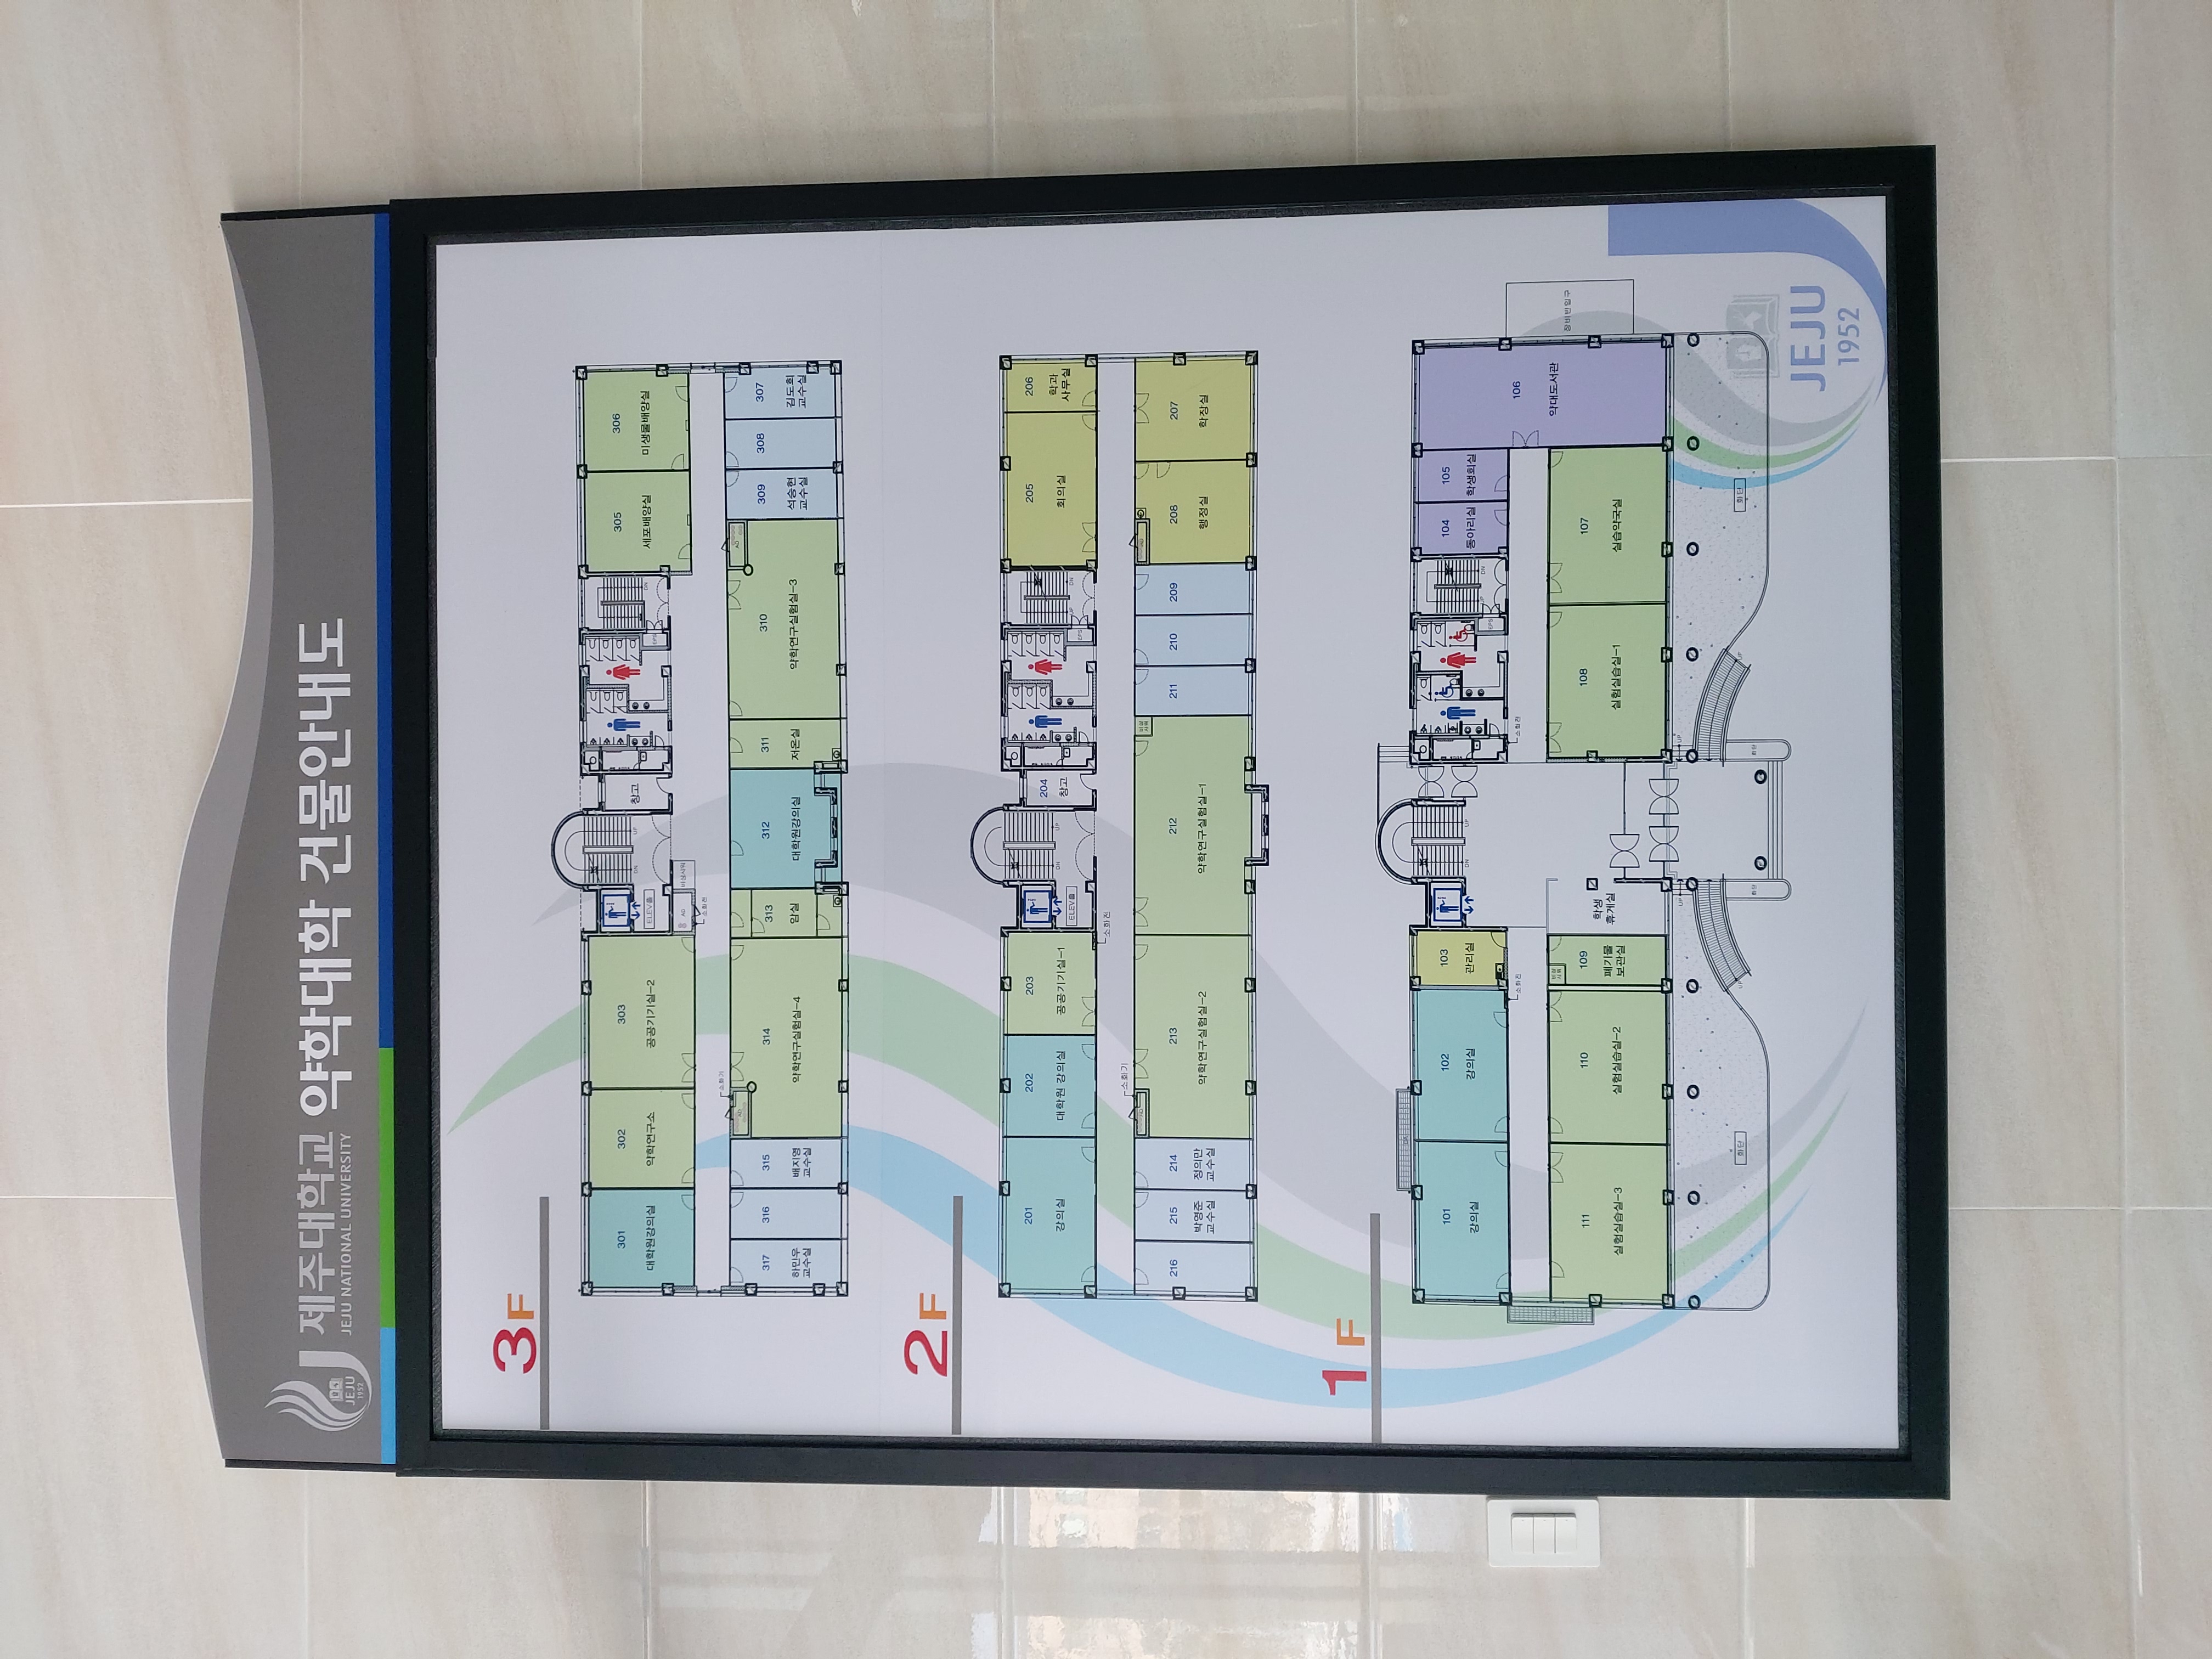 제주대학교 약학대학 건물안내도
JEJU NATIONAL UNIVERSITY
JEJU
1952
3F
301
대학원강의실
302
약학연구소
303
공공기기실-2
ELEV홀
DN
UP
창고
EPS
DN
305
세포배양실
306
미생물배양실
AD
비상샤워
소화전
소화기
317
하민우
교수실
316
315
배지영
교수실
AD
314
약학연구실험실-4
313
암실
312
대학원강의실
311
저온실
310
약학연구실험실-3
AD
309
석승현
교수실
308
307
김도희
교수실
2F
201
강의실
202
대학원 강의실
203
공공기기실-1
ELEV홀
DN
UP
204
창고
EPS
UP
DN
205
회의실
206
학과
사무실
소화전
소화기
216
215
박영준
교수실
214
정의만
교수실
AD
213
약학연구실험실-2
212
약학연구실험실-1
비상
샤워
211
210
209
208
행정실
207
학장실
1F
101
강의실
102
강의실
103
관리실
DN
UP
EPS
UP
DN
104
동아리실
105
학생회실
106
약대도서관
장비반입구
소화전
소화전
111
실험실습실-3
110
실험실습실-2
비상
샤워
109
폐기물
보관실
학생
휴게실
108
실험실습실-1
107
실습약국실
UP
UP
화단
UP
화단
화단
UP
화단
JEJU
1952